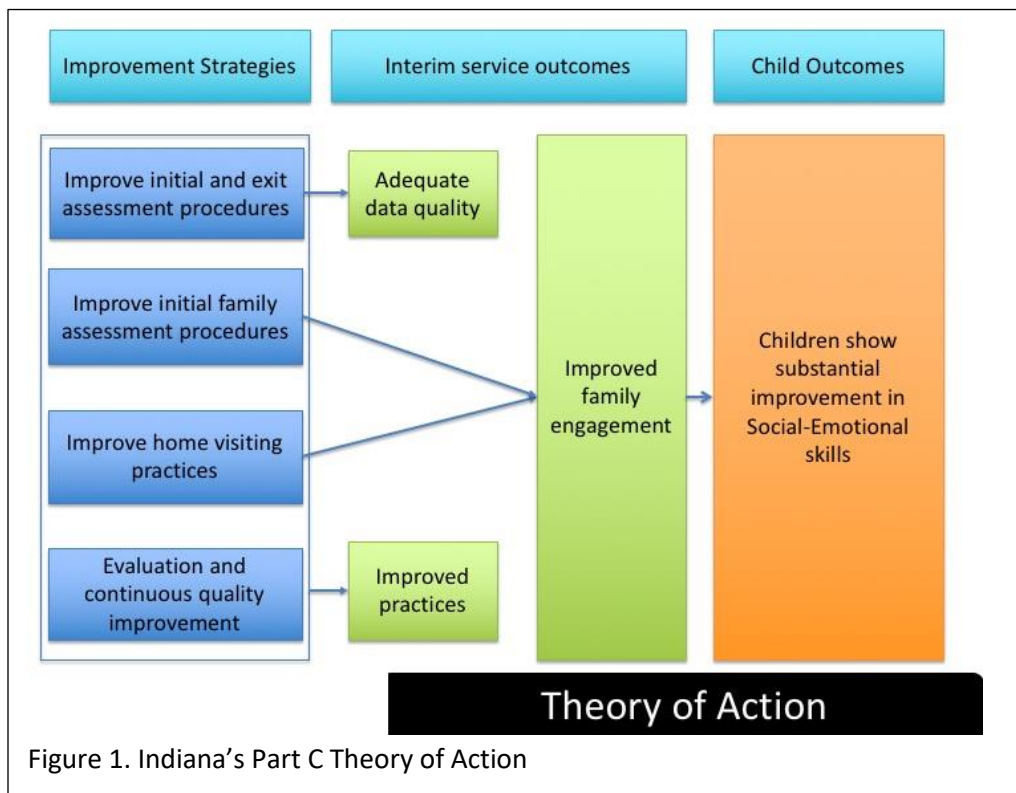 Improvement Strategies
Interim service outcomes
Child Outcomes
Improve initial and exit
assessment procedures
Adequate
data quality
Improve initial family
assessment procedures
Improve home visiting
practices
Evaluation and
continuous quality
improvement
Improved
practices
Improved
family
engagement
Children show
substantial
improvement in
Social-Emotional
skills
Theory of Action
Figure 1. Indiana’s Part C Theory of Action